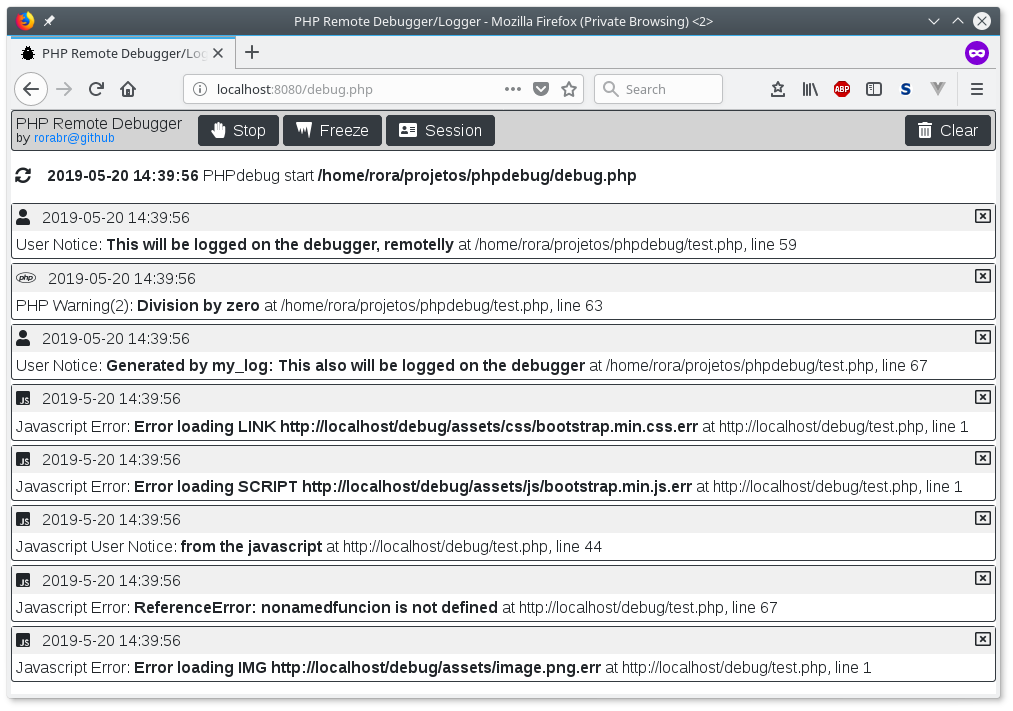 PHP Remote Debugger/Logger - Mozilla Firefox (Private Browsing) <2>
PHP Remote Debugger/Log
localhost:8080/debug.php
Search
ABP
S
PHP Remote Debugger
by rorabr@github
Stop
Freeze
Session
Clear
2019-05-20 14:39:56 PHPdebug start /home/rora/projetos/phpdebug/debug.php
2019-05-20 14:39:56
User Notice: This will be logged on the debugger, remotelly at /home/rora/projetos/phpdebug/test.php, line 59
php 2019-05-20 14:39:56
PHP Warning(2): Division by zero at /home/rora/projetos/phpdebug/test.php, line 63
2019-05-20 14:39:56
User Notice: Generated by my_log: This also will be logged on the debugger at /home/rora/projetos/phpdebug/test.php, line 67
JS 2019-5-20 14:39:56
Javascript Error: Error loading LINK http://localhost/debug/assets/css/bootstrap.min.css.err at http://localhost/debug/test.php, line 1
JS 2019-5-20 14:39:56
Javascript Error: Error loading SCRIPT http://localhost/debug/assets/js/bootstrap.min.js.err at http://localhost/debug/test.php, line 1
JS 2019-5-20 14:39:56
Javascript User Notice: from the javascript at http://localhost/debug/test.php, line 44
JS 2019-5-20 14:39:56
Javascript Error: ReferenceError: nonamedfuncion is not defined at http://localhost/debug/test.php, line 67
JS 2019-5-20 14:39:56
Javascript Error: Error loading IMG http://localhost/debug/assets/image.png.err at http://localhost/debug/test.php, line 1